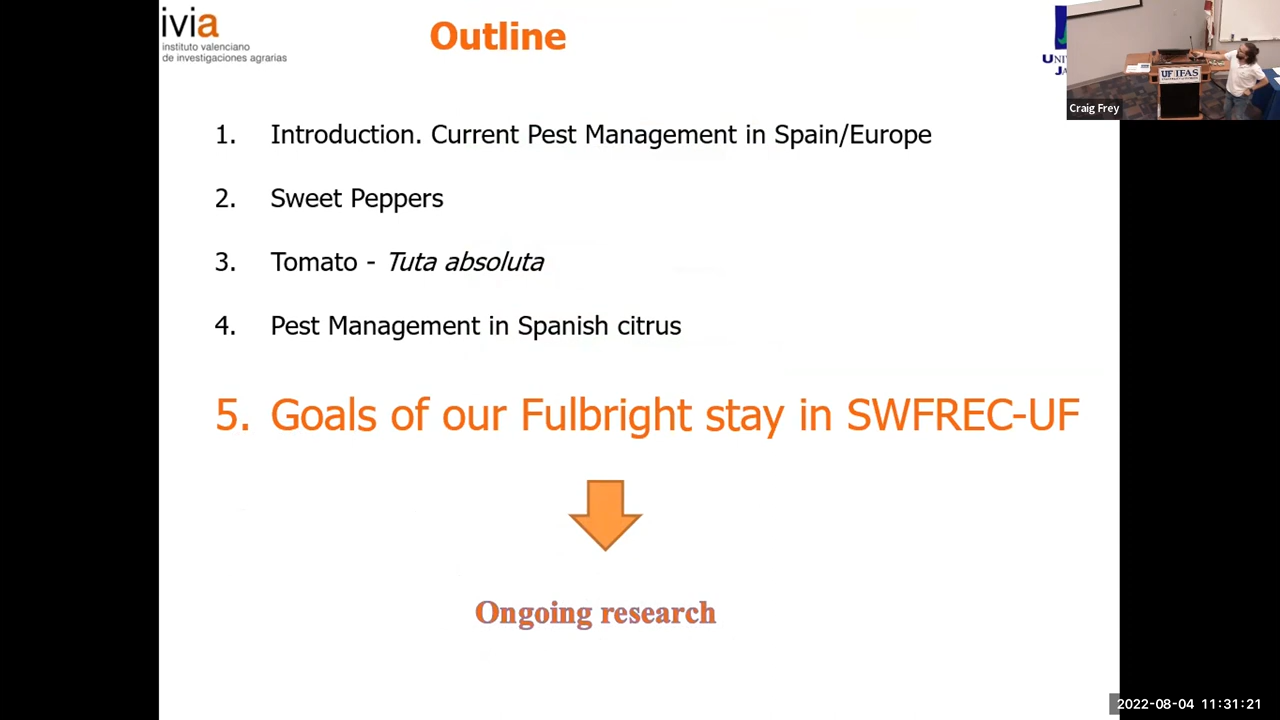 ivia
instituto valenciano
de investigaciones agrarias
Outline
UF IFAS
Craig Frey
1. Introduction. Current Pest Management in Spain/Europe
2. Sweet Peppers
3. Tomato - Tuta absoluta
4. Pest Management in Spanish citrus
5. Goals of our Fulbright stay in SWFREC-UF
Ongoing research
2022-08-04 11:31:21